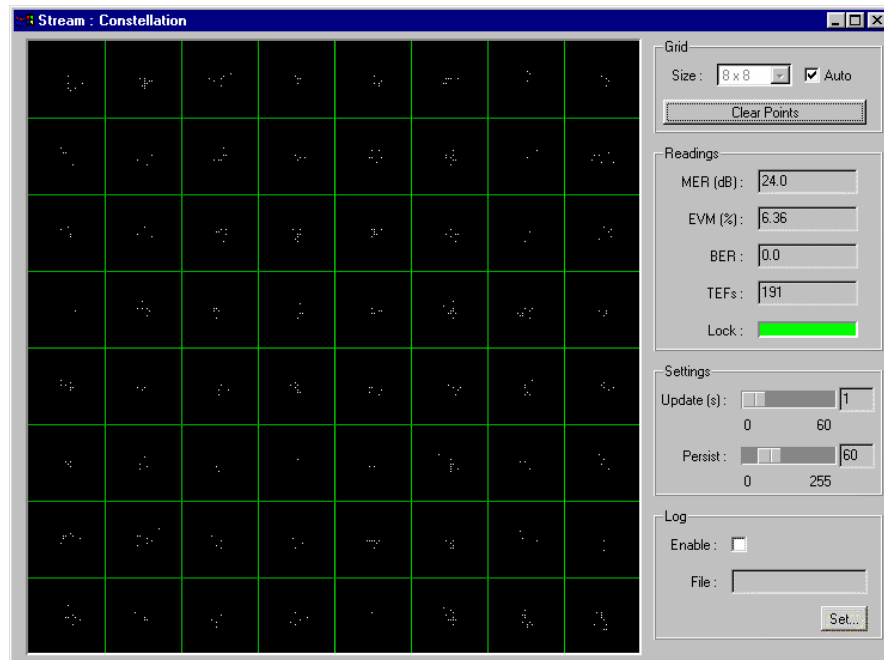 Stream : Constellation
Grid
Size : 8 x 8 Auto
Clear Points
Readings
MER (dB) : 24.0
EVM (%) : 6.36
BER : 0.0
TEFs : 191
Lock :
Settings
Update (s) : 1
0 60
Persist : 60
0 255
Log
Enable :
File :
Set...